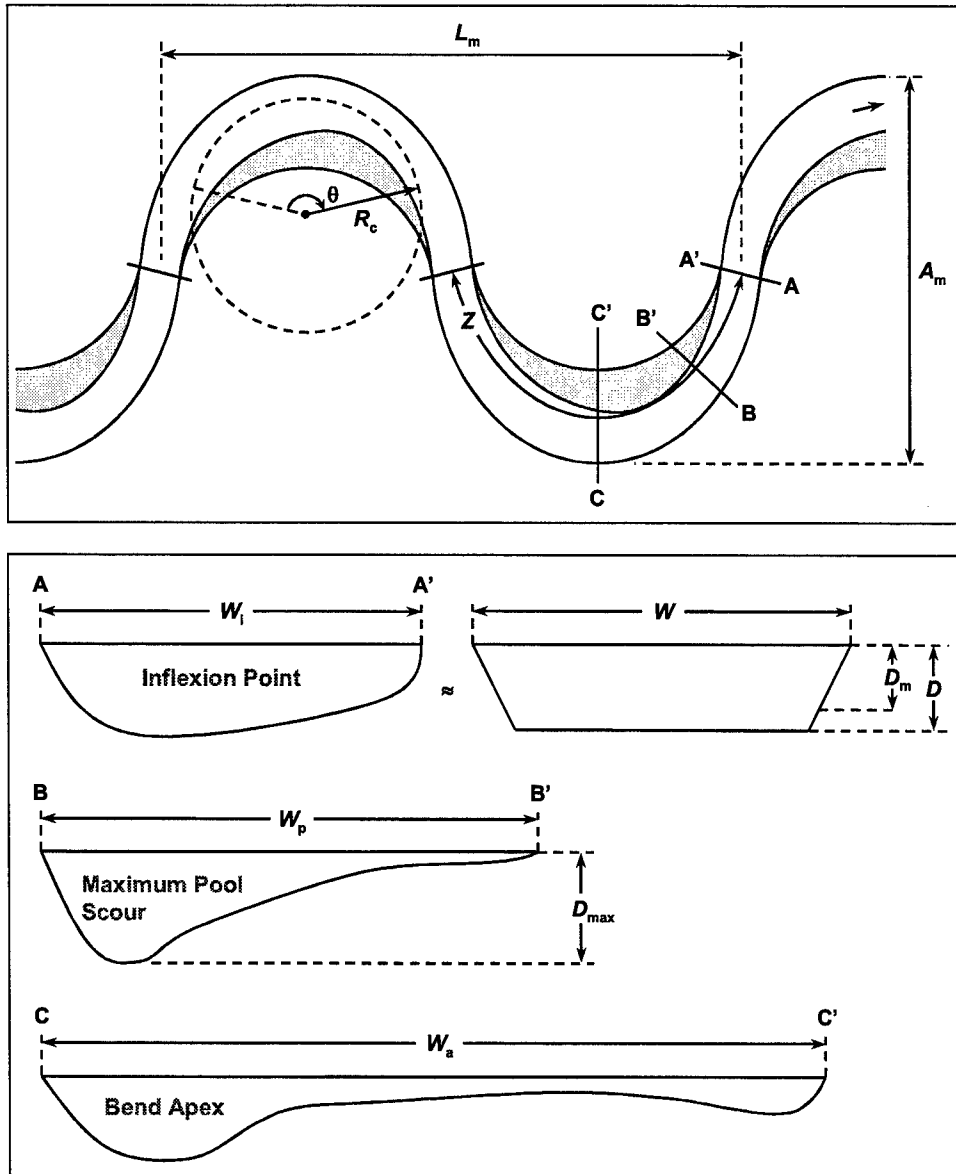 Lm
θ
Rc
Am
A'
A
Z
C'
B'
B
C
A
A'
Wi
W
Inflexion Point
≈
Dm
D
B
B'
Wp
Maximum Pool
Scour
Dmax
C
C'
Wa
Bend Apex